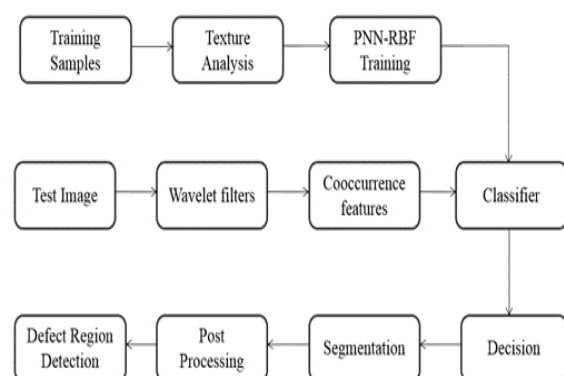 Training
Samples
Texture
Analysis
PNN-RBF
Training
Test Image
Wavelet filters
Cooccurrence
features
Classifier
Defect Region
Detection
Post
Processing
Segmentation
Decision